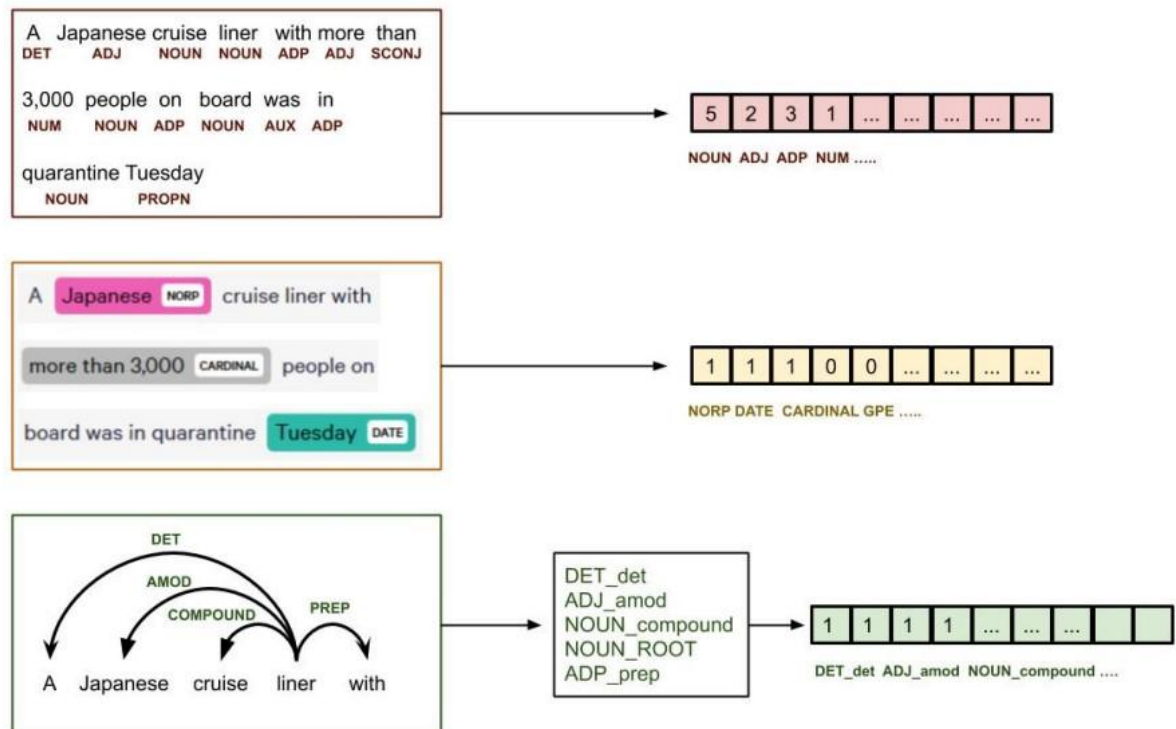 A Japanese cruise liner with more than
DET ADJ NOUN NOUN ADP ADJ SCONJ
3,000 people on board was in
NUM NOUN ADP NOUN AUX ADP
quarantine Tuesday
NOUN PROPN
5 2 3 1 ... ... ... ... ...
NOUN ADJ ADP NUM .....
A Japanese NORP cruise liner with
more than 3,000 CARDINAL people on
board was in quarantine Tuesday DATE
1 1 1 0 0 ... ... ... ...
NORP DATE CARDINAL GPE .....
DET
AMOD
COMPOUND PREP
A Japanese cruise liner with
DET_det
ADJ_amod
NOUN_compound
NOUN_ROOT
ADP_prep
1 1 1 1 ... ... ...
DET_det ADJ_amod NOUN_compound ....